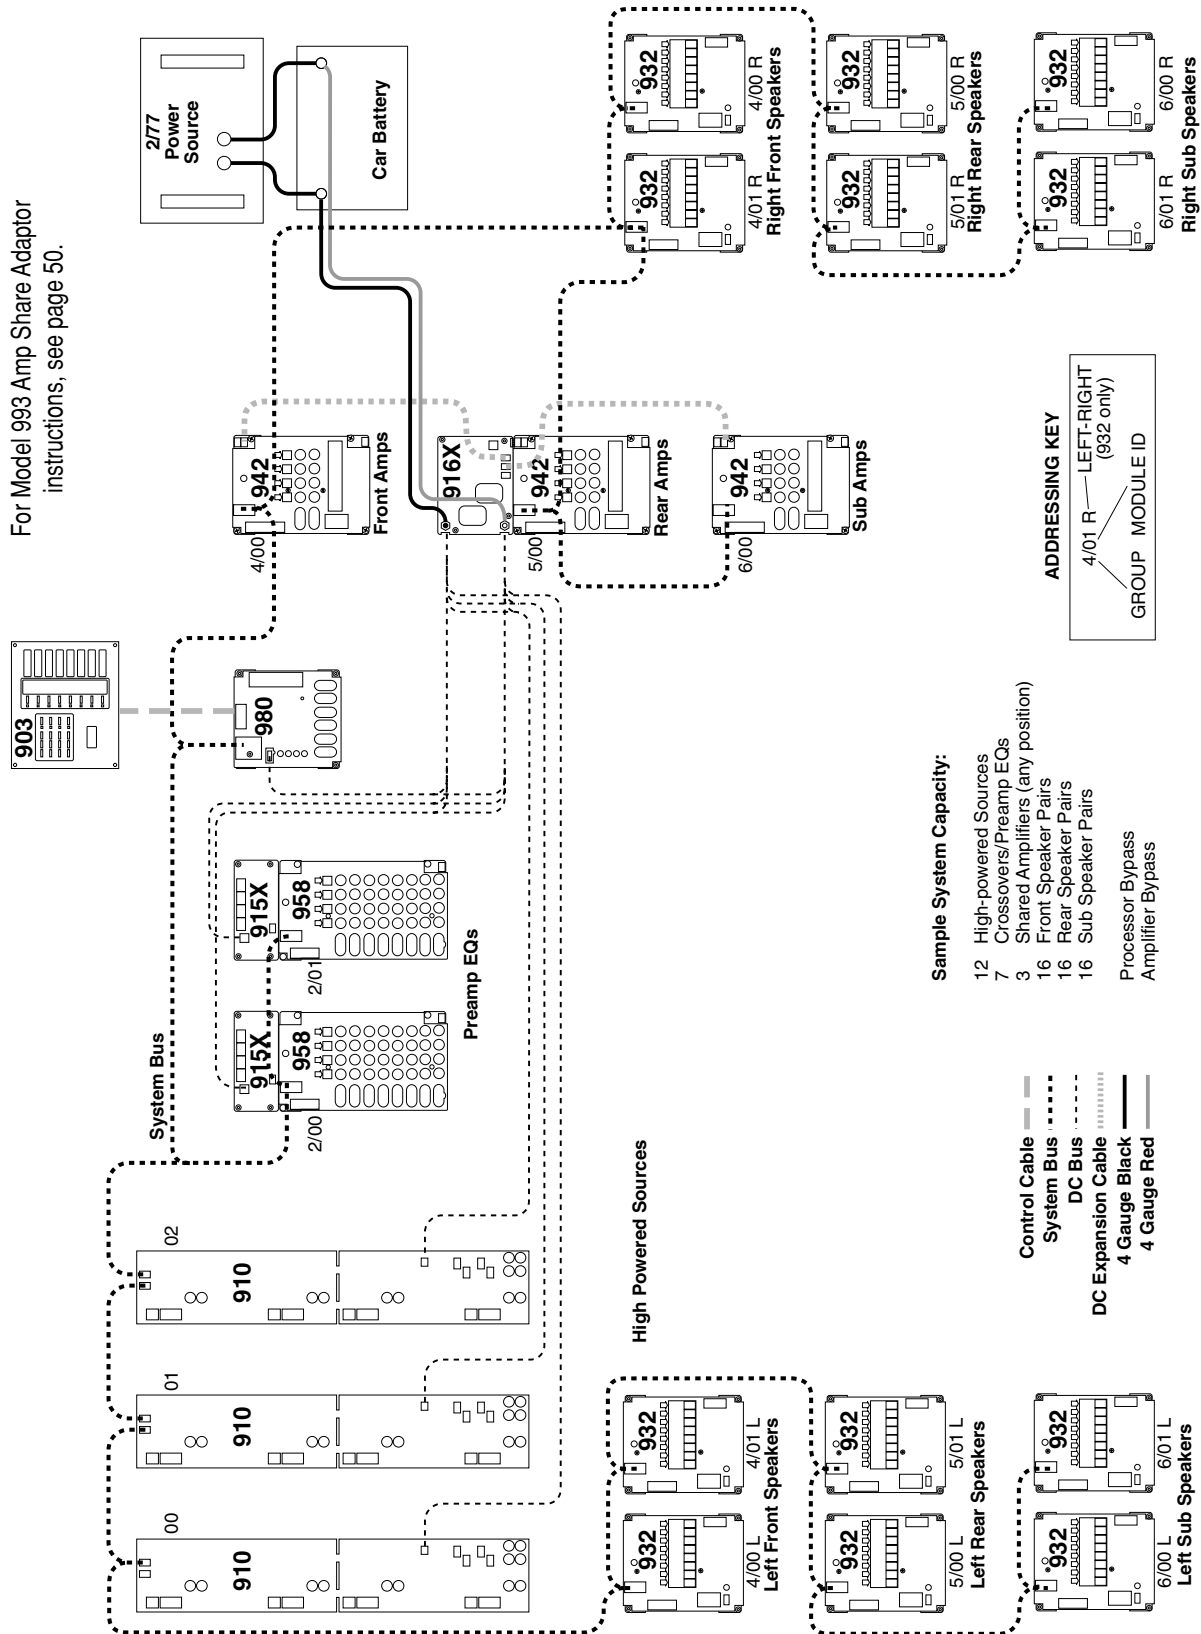 For Model 993 Amp Share Adaptor
instructions, see page 50.
2/77
Power
Source
Car Battery
903
980
System Bus
915X
958
2/00
915X
958
2/01
Preamp EQs
942
4/00
Front Amps
916X
942
5/00
Rear Amps
942
6/00
Sub Amps
910
00
910
01
910
02
High Powered Sources
932
4/00 L
932
4/01 L
Left Front Speakers
932
5/00 L
932
5/01 L
Left Rear Speakers
932
6/00 L
932
6/01 L
Left Sub Speakers
932
4/01 R
932
4/00 R
Right Front Speakers
932
5/01 R
932
5/00 R
Right Rear Speakers
932
6/01 R
932
6/00 R
Right Sub Speakers
Control Cable
System Bus
DC Bus
DC Expansion Cable
4 Gauge Black
4 Gauge Red
Sample System Capacity:
12 High-powered Sources
7 Crossovers/Preamp EQs
3 Shared Amplifiers (any position)
16 Front Speaker Pairs
16 Rear Speaker Pairs
16 Sub Speaker Pairs
Processor Bypass
Amplifier Bypass
ADDRESSING KEY
4/01 R LEFT-RIGHT
(932 only)
GROUP MODULE ID